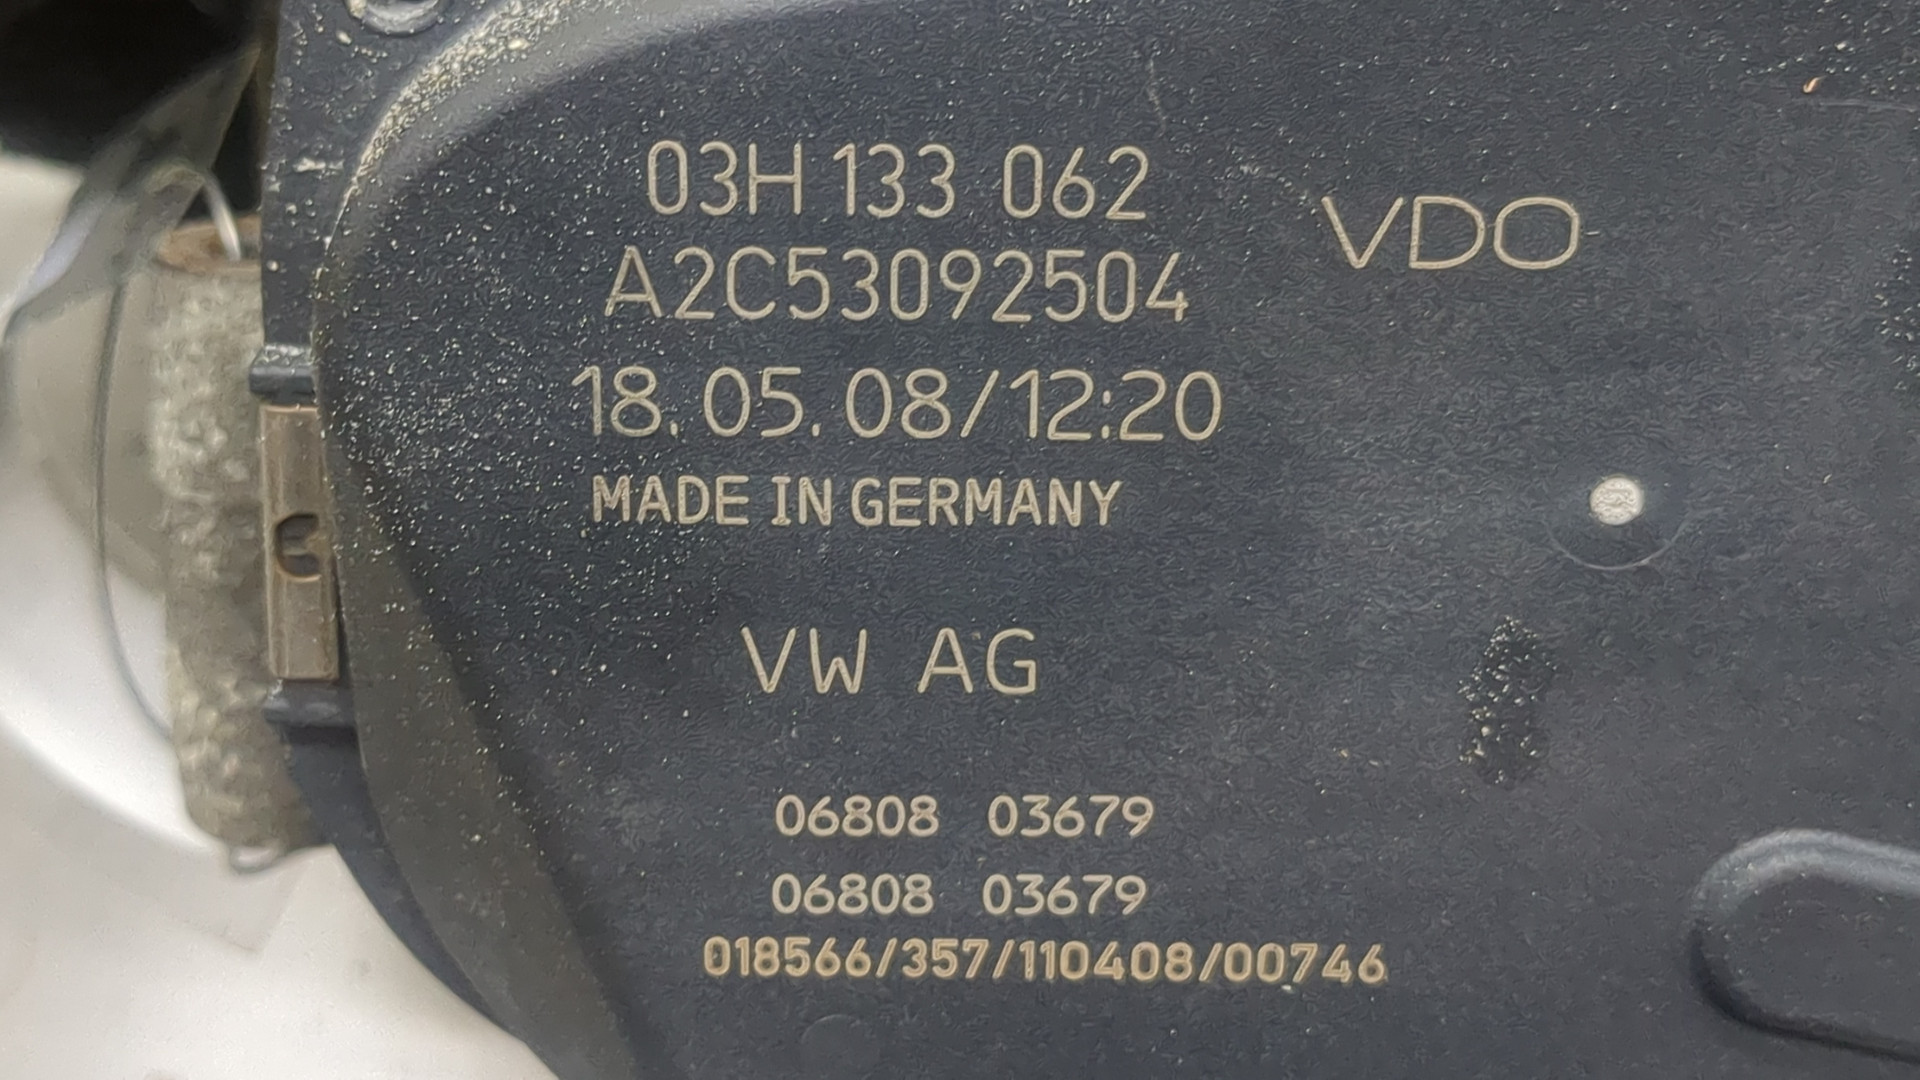 03H 133 062
VDO
A2C53092504
18.05.08/12:20
MADE IN GERMANY
VW AG
06808 03679
06808 03679
018566/357/110408/00746